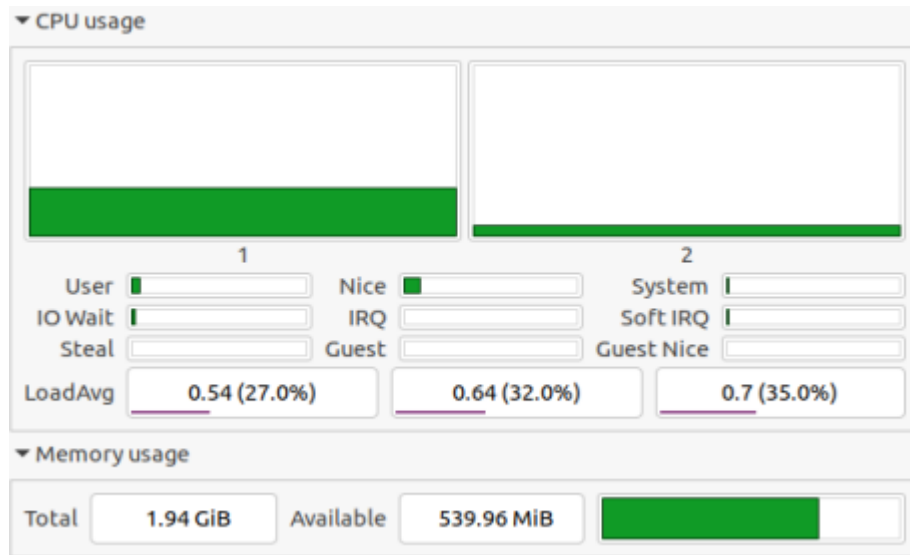 CPU usage
1 2
User Nice System
IO Wait IRQ Soft IRQ
Steal Guest Guest Nice
LoadAvg 0.54 (27.0%) 0.64 (32.0%) 0.7 (35.0%)
Memory usage
Total 1.94 GiB Available 539.96 MiB